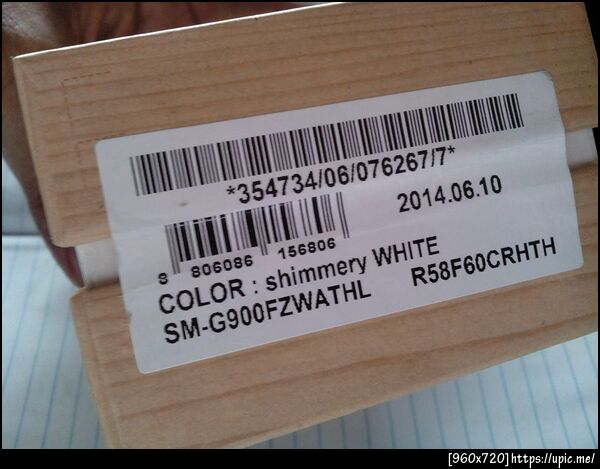 *354734/06/076267/7*
2014.06.10
8 806086 156806
COLOR : shimmery WHITE
SM-G900FZWATHL R58F60CRHTH
[960x720]https://upic.me/